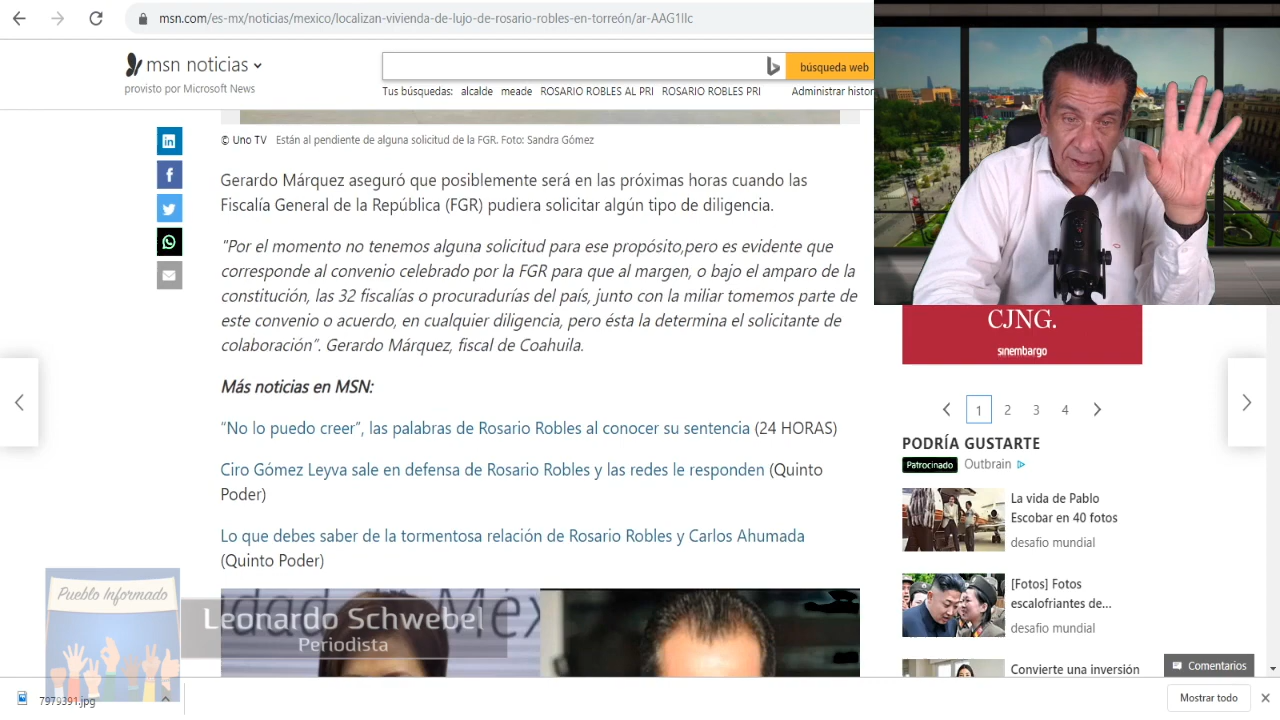 msn.com/es-mx/noticias/mexico/localizan-vivienda-de-lujo-de-rosario-robles-en-torreón/ar-AAG1lIc
msn noticias
provisto por Microsoft News
búsqueda web
Tus búsquedas: alcalde meade ROSARIO ROBLES AL PRI ROSARIO ROBLES PRI Administrar histor
© Uno TV Están al pendiente de alguna solicitud de la FGR. Foto: Sandra Gómez
Gerardo Márquez aseguró que posiblemente será en las próximas horas cuando las
Fiscalía General de la República (FGR) pudiera solicitar algún tipo de diligencia.
"Por el momento no tenemos alguna solicitud para ese propósito,pero es evidente que
corresponde al convenio celebrado por la FGR para que al margen, o bajo el amparo de la
constitución, las 32 fiscalías o procuradurías del país, junto con la miliar tomemos parte de
este convenio o acuerdo, en cualquier diligencia, pero ésta la determina el solicitante de
colaboración”. Gerardo Márquez, fiscal de Coahuila.
Más noticias en MSN:
“No lo puedo creer”, las palabras de Rosario Robles al conocer su sentencia (24 HORAS)
Ciro Gómez Leyva sale en defensa de Rosario Robles y las redes le responden (Quinto
Poder)
Lo que debes saber de la tormentosa relación de Rosario Robles y Carlos Ahumada
(Quinto Poder)
CJNG.
sinembargo
1 2 3 4
PODRÍA GUSTARTE
Patrocinado Outbrain
La vida de Pablo
Escobar en 40 fotos
desafio mundial
[Fotos] Fotos
escalofriantes de...
desafio mundial
Convierte una inversión
Comentarios
Pueblo Informado
Leonardo Schwebel
Periodista
7979391.jpg
Mostrar todo